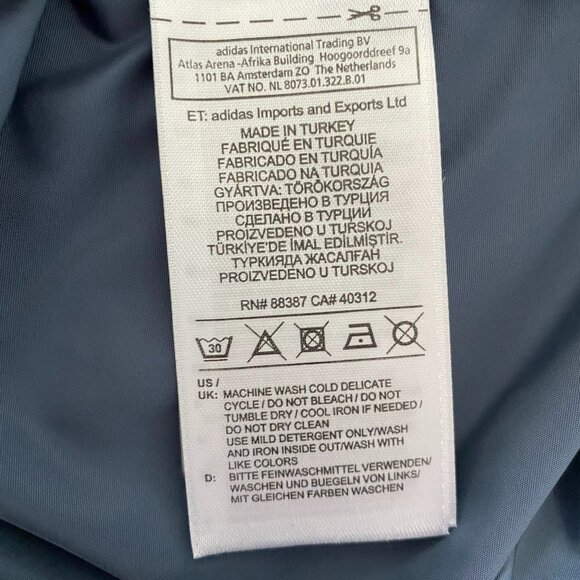 adidas International Trading BV
Atlas Arena -Afrika Building Hoogoorddreef 9a
1101 BA Amsterdam ZO The Netherlands
VAT NO. NL 8073.01.322.B.01
ET: adidas Imports and Exports Ltd
MADE IN TURKEY
FABRIQUÉ EN TURQUIE
FABRICADO EN TURQUÍA
FABRICADO NA TURQUIA
GYÁRTVA: TÖRÖKORSZÁG
ПРОИЗВЕДЕНО В ТУРЦИЯ
СДЕЛАНО В ТУРЦИИ
PROIZVEDENO U TURSKOJ
TÜRKIYE'DE İMAL EDİLMİŞTİR.
ТУРКИЯДА ЖАСАЛҒАН
PROIZVEDENO U TURSKOJ
RN# 88387 CA# 40312
30
US /
UK: MACHINE WASH COLD DELICATE
CYCLE / DO NOT BLEACH / DO NOT
TUMBLE DRY / COOL IRON IF NEEDED /
DO NOT DRY CLEAN
USE MILD DETERGENT ONLY/WASH
AND IRON INSIDE OUT/WASH WITH
LIKE COLORS
D: BITTE FEINWASCHMITTEL VERWENDEN/
WASCHEN UND BUEGELN VON LINKS/
MIT GLEICHEN FARBEN WASCHEN